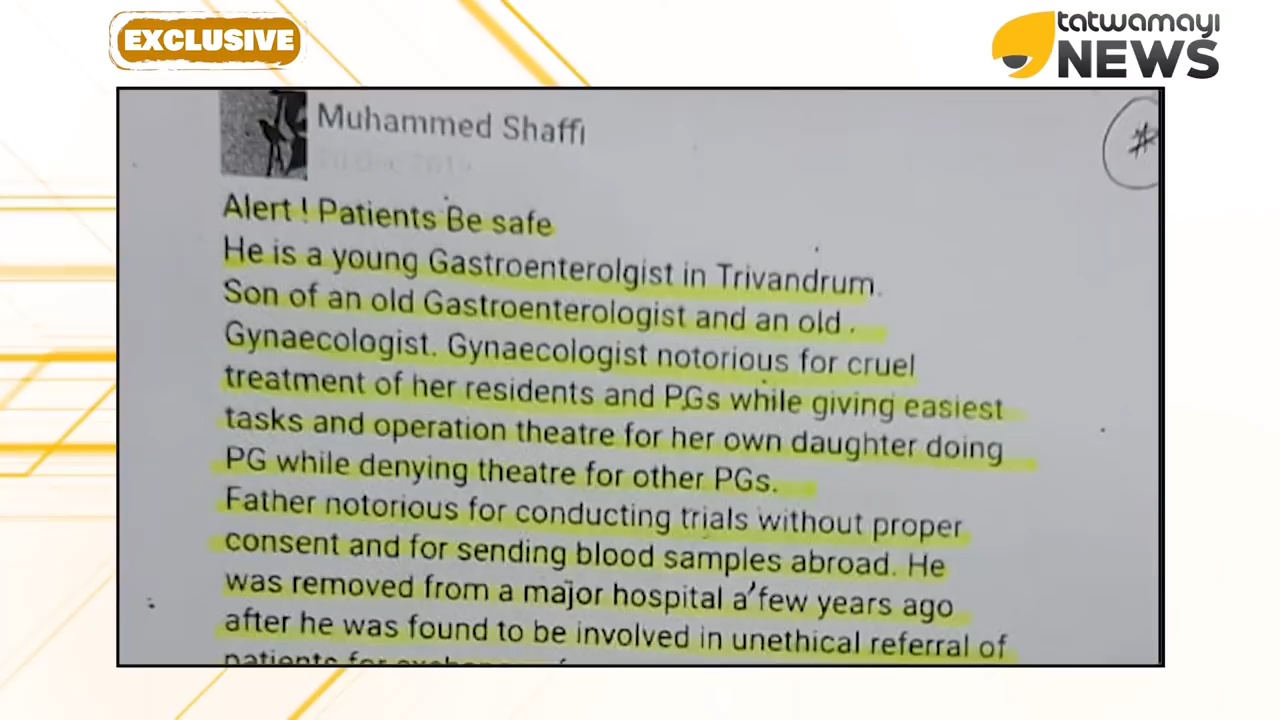 EXCLUSIVE
tatwamayi
NEWS
Muhammed Shaffi
Alert ! Patients Be safe
He is a young Gastroenterolgist in Trivandrum.
Son of an old Gastroenterologist and an old .
Gynaecologist. Gynaecologist notorious for cruel
treatment of her residents and PGs while giving easiest
tasks and operation theatre for her own daughter doing
PG while denying theatre for other PGs.
Father notorious for conducting trials without proper
consent and for sending blood samples abroad. He
was removed from a major hospital a few years ago
after he was found to be involved in unethical referral of
patients for